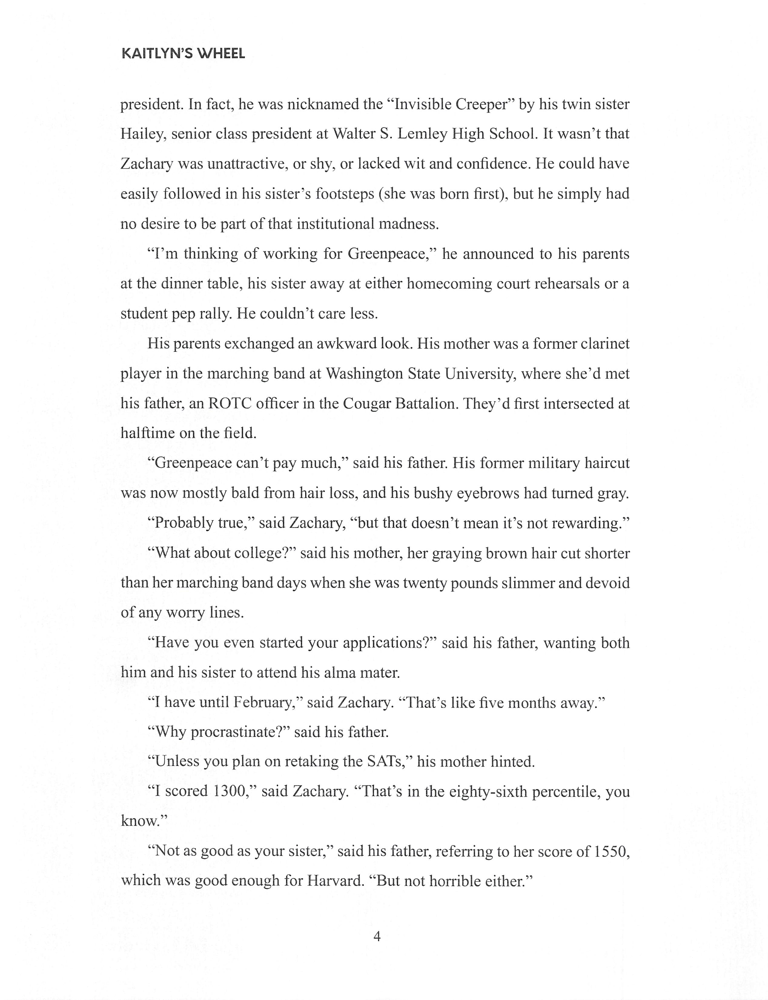 KAITLYN’S WHEEL
president. In fact, he was nicknamed the “Invisible Creeper” by his twin sister
Hailey, senior class president at Walter S. Lemley High School. It wasn’t that
Zachary was unattractive, or shy, or lacked wit and confidence. He could have
easily followed in his sister’s footsteps (she was born first), but he simply had
no desire to be part of that institutional madness.
“I’m thinking of working for Greenpeace,” he announced to his parents
at the dinner table, his sister away at either homecoming court rehearsals or a
student pep rally. He couldn’t care less.
His parents exchanged an awkward look. His mother was a former clarinet
player in the marching band at Washington State University, where she’d met
his father, an ROTC officer in the Cougar Battalion. They’d first intersected at
halftime on the field.
“Greenpeace can’t pay much,” said his father. His former military haircut
was now mostly bald from hair loss, and his bushy eyebrows had turned gray.
“Probably true,” said Zachary, “but that doesn’t mean it’s not rewarding.”
“What about college?” said his mother, her graying brown hair cut shorter
than her marching band days when she was twenty pounds slimmer and devoid
of any worry lines.
“Have you even started your applications?” said his father, wanting both
him and his sister to attend his alma mater.
“I have until February,” said Zachary. “That’s like five months away.”
“Why procrastinate?” said his father.
“Unless you plan on retaking the SATs,” his mother hinted.
“I scored 1300,” said Zachary. “That’s in the eighty-sixth percentile, you
know.”
“Not as good as your sister,” said his father, referring to her score of 1550,
which was good enough for Harvard. “But not horrible either.”
4